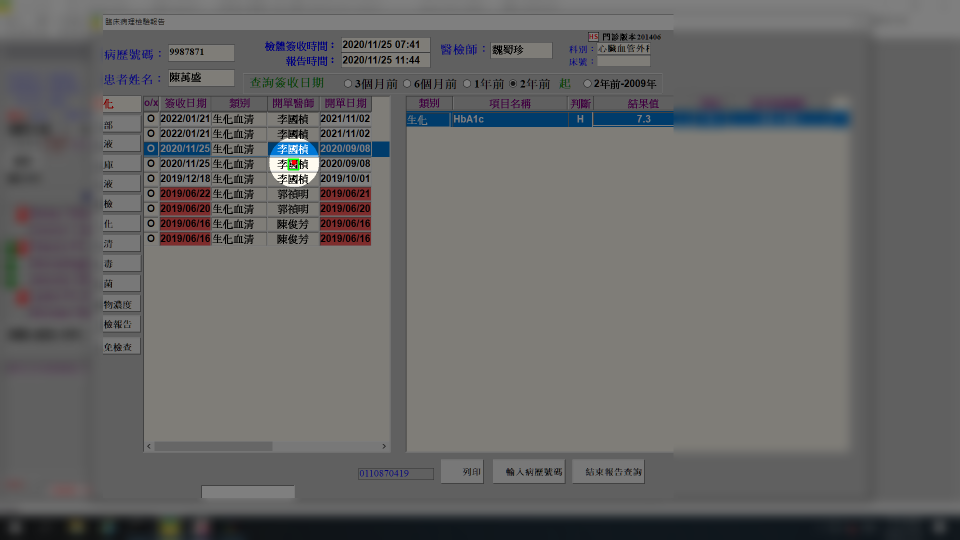 臨床病理檢驗報告
病歷號碼： 9987871 檢體簽收時間： 2020/11/25 07:41 醫檢師： 魏蜀珍 HS 門診版本201406
科別： 心臟血管外科
報告時間： 2020/11/25 11:44 床號：
患者姓名： 陳萬盛 查詢簽收日期 3個月前 6個月前 1年前 2年前 起 2年前-2009年
化 o/x 簽收日期 類別 開單醫師 開單日期 類別 項目名稱 判斷 結果值
部 O 2022/01/21 生化血清 李國楨 2021/11/02 生化 HbA1c H 7.3
O 2022/01/21 生化血清 李國楨 2021/11/02
液 O 2020/11/25 生化血清 李國楨 2020/09/08
庫 O 2020/11/25 生化血清 李國楨 2020/09/08
液 O 2019/12/18 生化血清 李國楨 2019/10/01
O 2019/06/22 生化血清 郭禎明 2019/06/21
檢 O 2019/06/20 生化血清 郭禎明 2019/06/20
化 O 2019/06/16 生化血清 陳俊芳 2019/06/16
清 O 2019/06/16 生化血清 陳俊芳 2019/06/16
毒
菌
物濃度
檢報告
免檢查
0110870419 列印 輸入病歷號碼 結束報告查詢